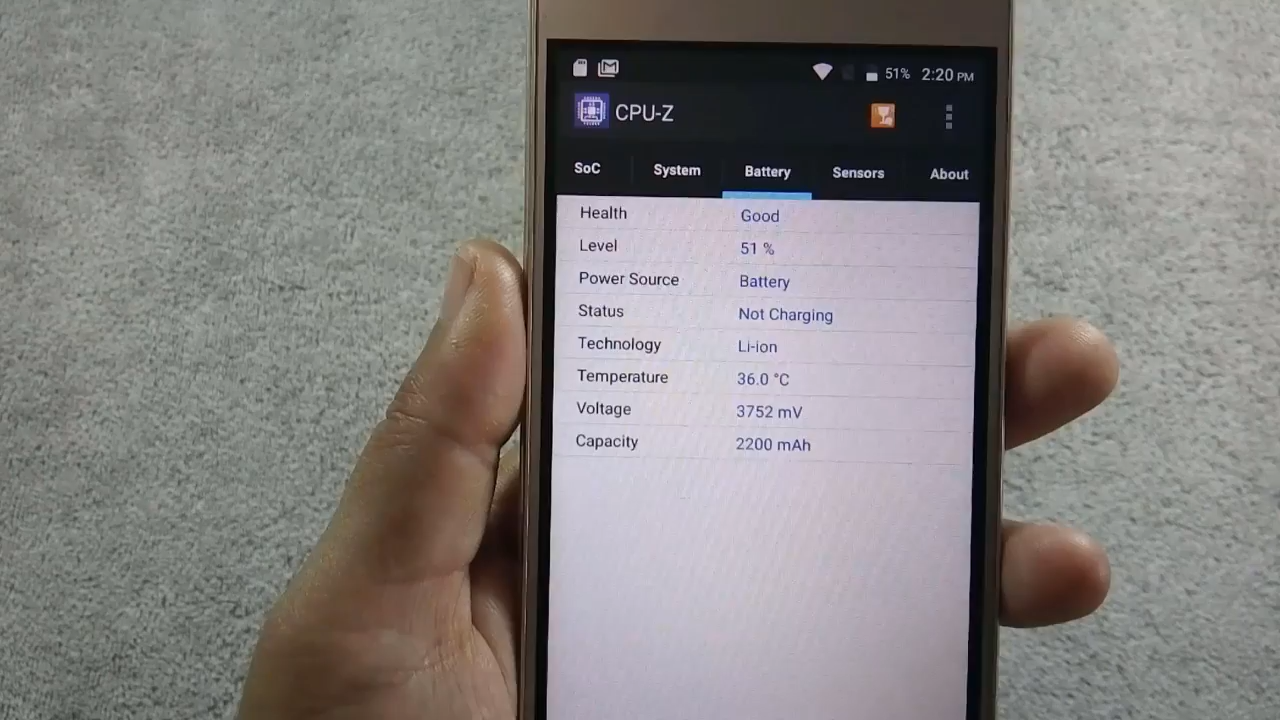 51% 2:20 PM
CPU-Z
SoC System Battery Sensors About
Health Good
Level 51 %
Power Source Battery
Status Not Charging
Technology Li-ion
Temperature 36.0 °C
Voltage 3752 mV
Capacity 2200 mAh